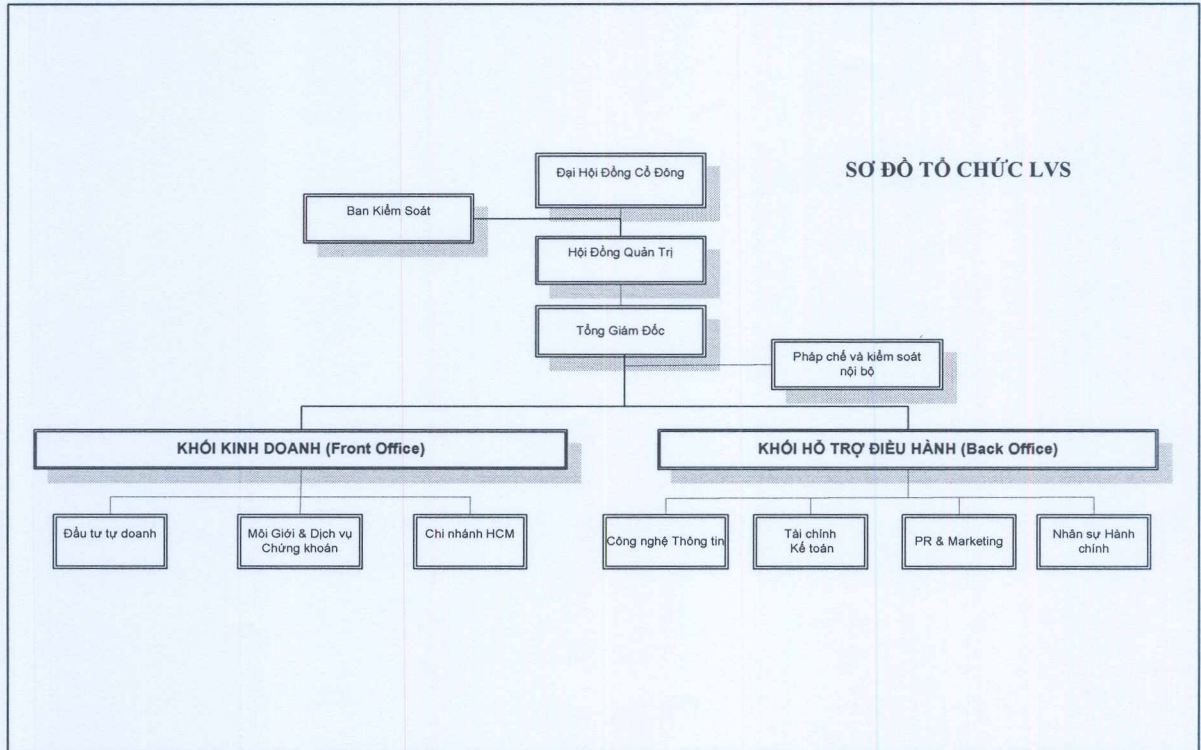 SƠ ĐỒ TỔ CHỨC LVS
Đại Hội Đồng Cổ Đông
Ban Kiểm Soát
Hội Đồng Quản Trị
Tổng Giám Đốc
Pháp chế và kiểm soát
nội bộ
KHỐI KINH DOANH (Front Office)
KHỐI HỖ TRỢ ĐIỀU HÀNH (Back Office)
Đầu tư tự doanh
Môi Giới & Dịch vụ
Chứng khoán
Chi nhánh HCM
Công nghệ Thông tin
Tài chính
Kế toán
PR & Marketing
Nhân sự Hành
chính